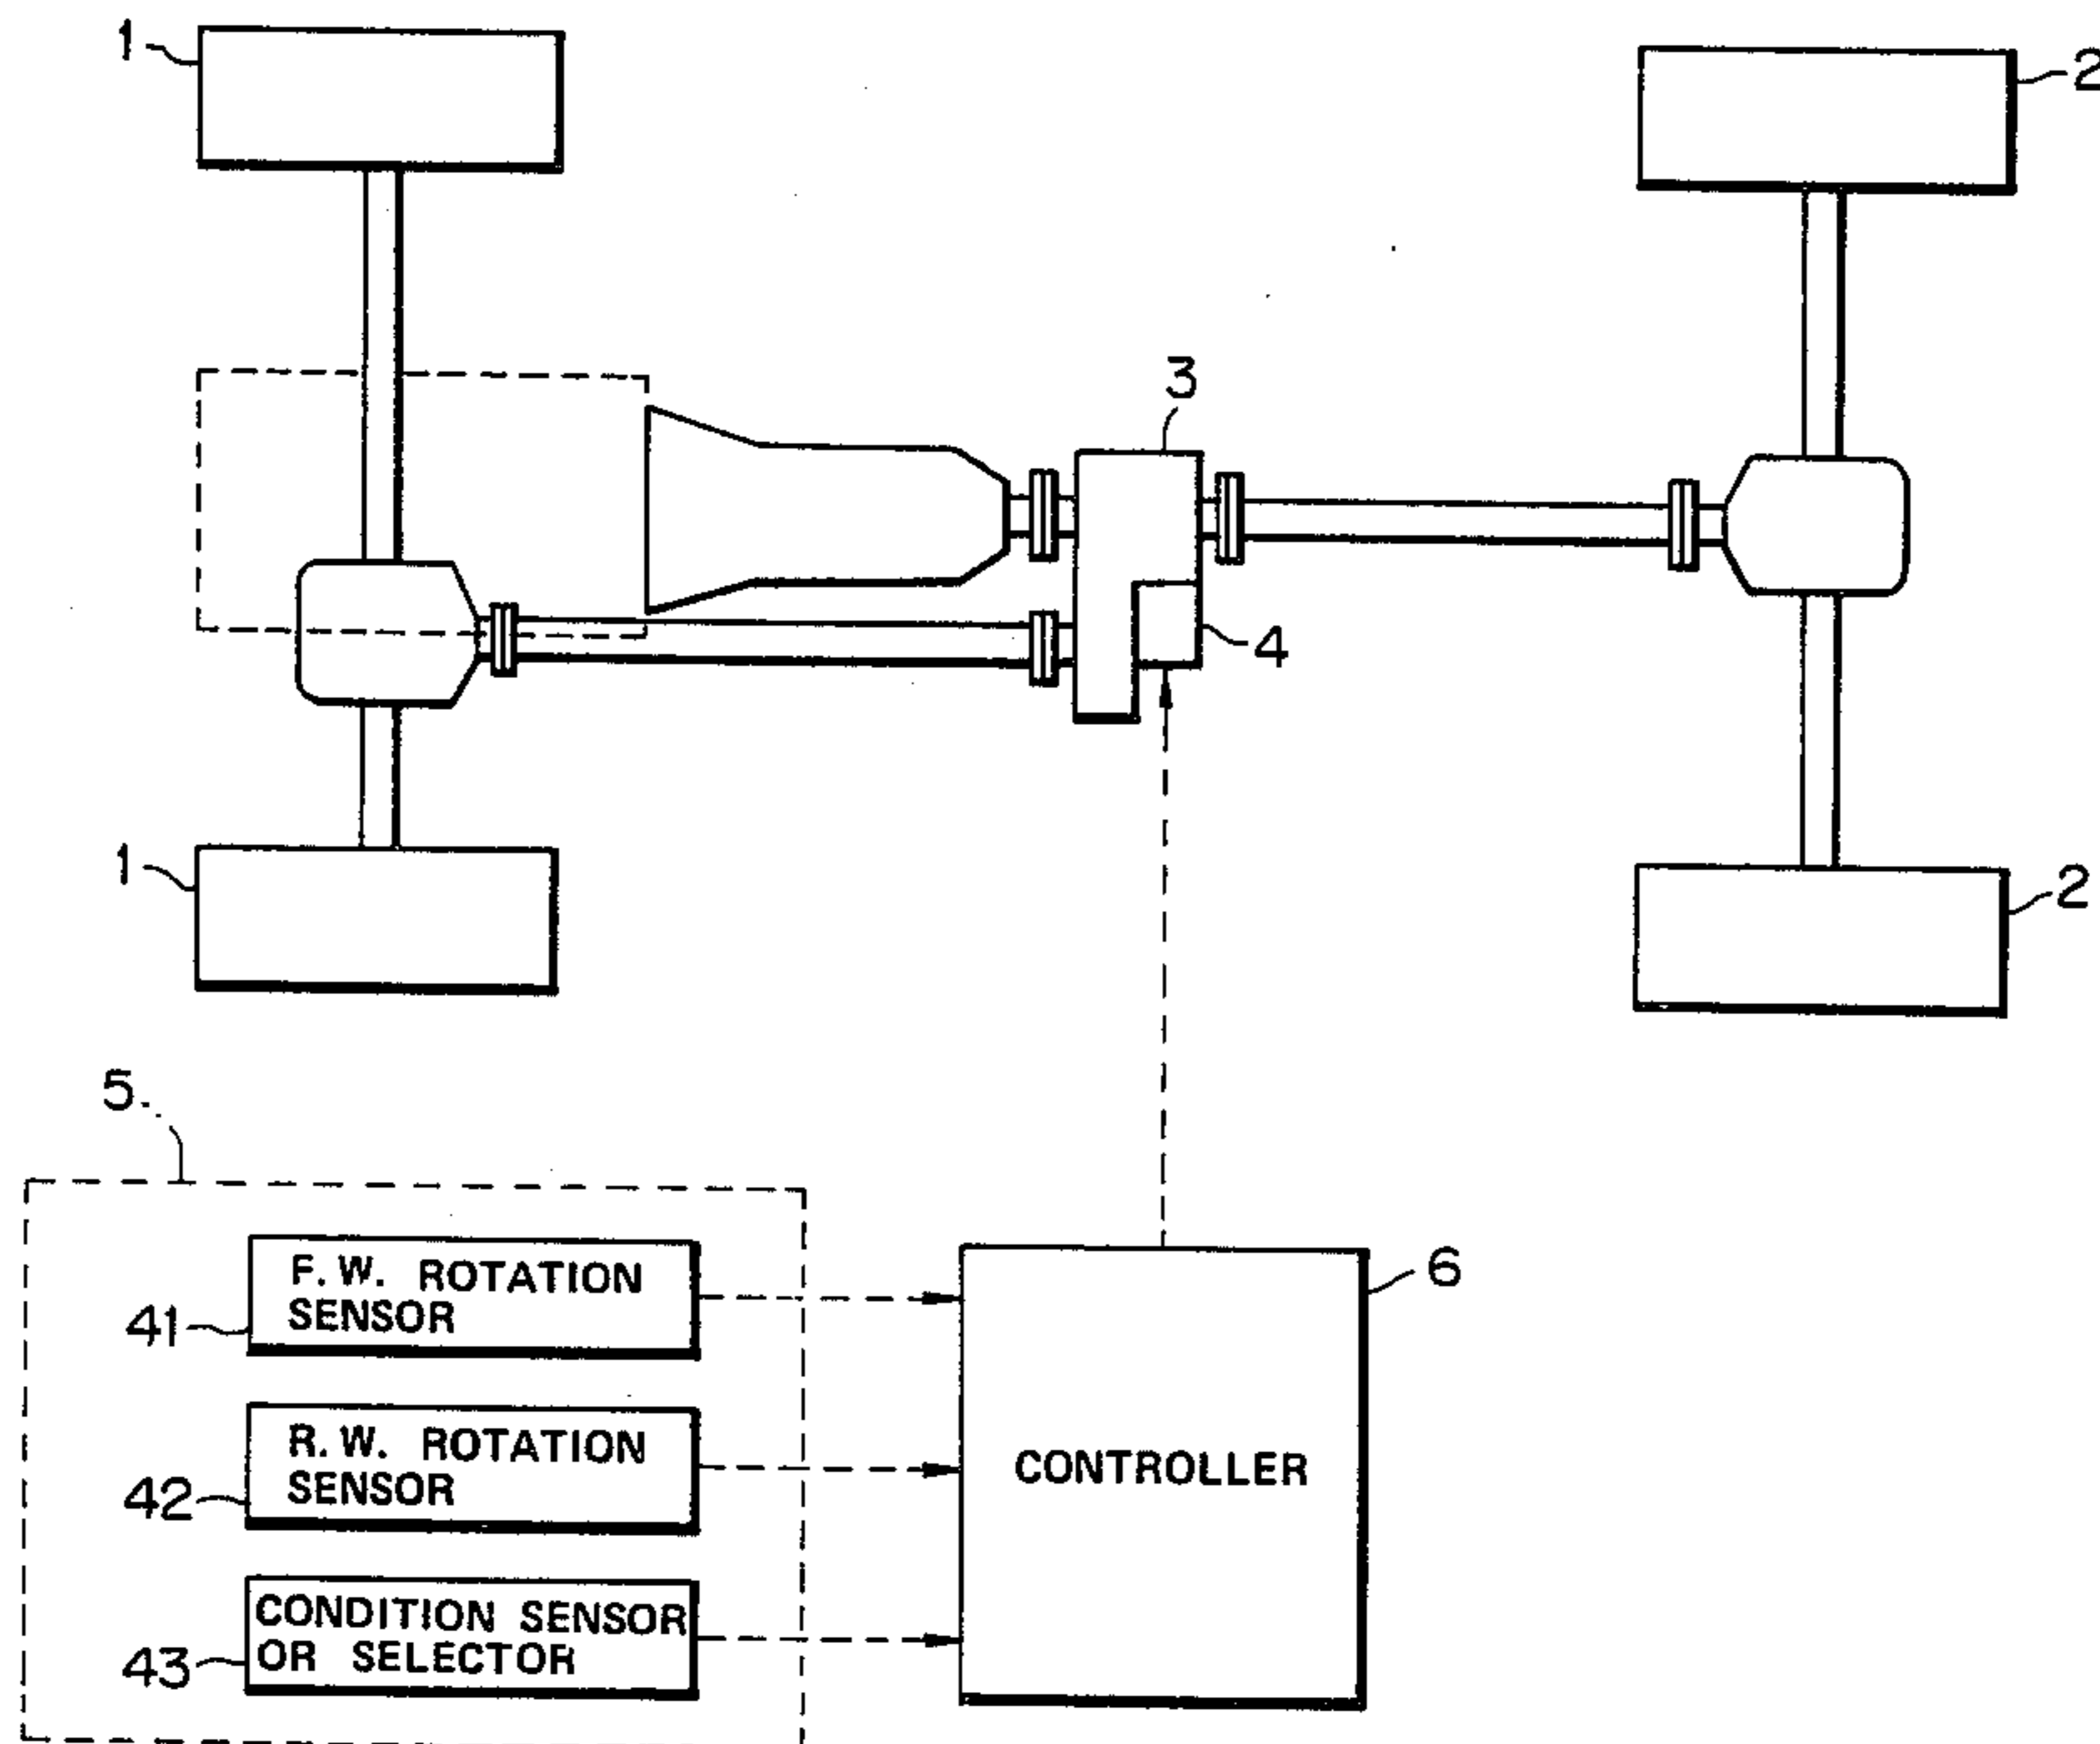 1
2
3
4
1
2
5
F. W. ROTATION
SENSOR
41
6
R. W. ROTATION
SENSOR
42
CONTROLLER
CONDITION SENSOR
OR SELECTOR
43